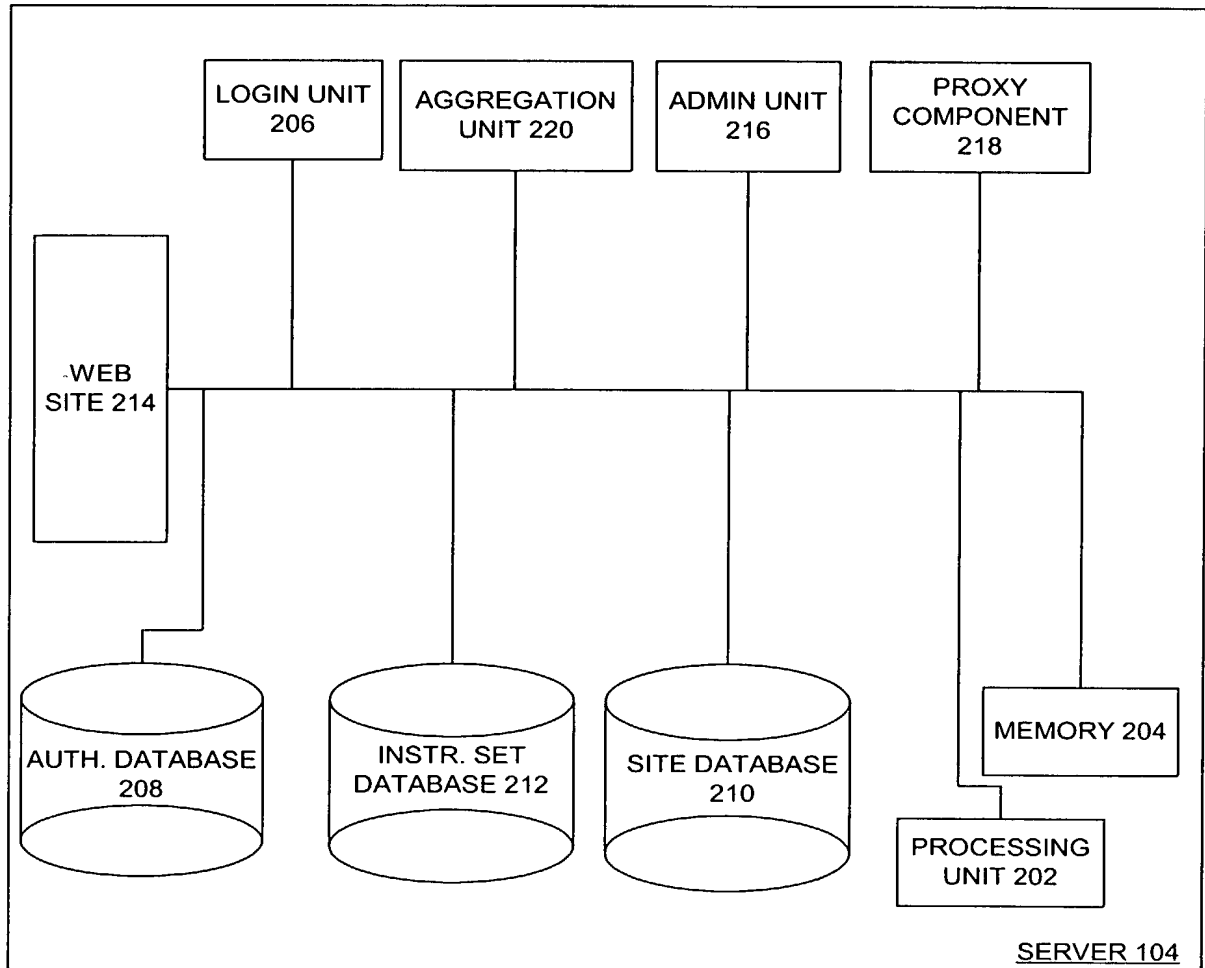 LOGIN UNIT
206
AGGREGATION
UNIT 220
ADMIN UNIT
216
PROXY
COMPONENT
218
WEB
SITE 214
AUTH. DATABASE
208
INSTR. SET
DATABASE 212
SITE DATABASE
210
MEMORY 204
PROCESSING
UNIT 202
SERVER 104